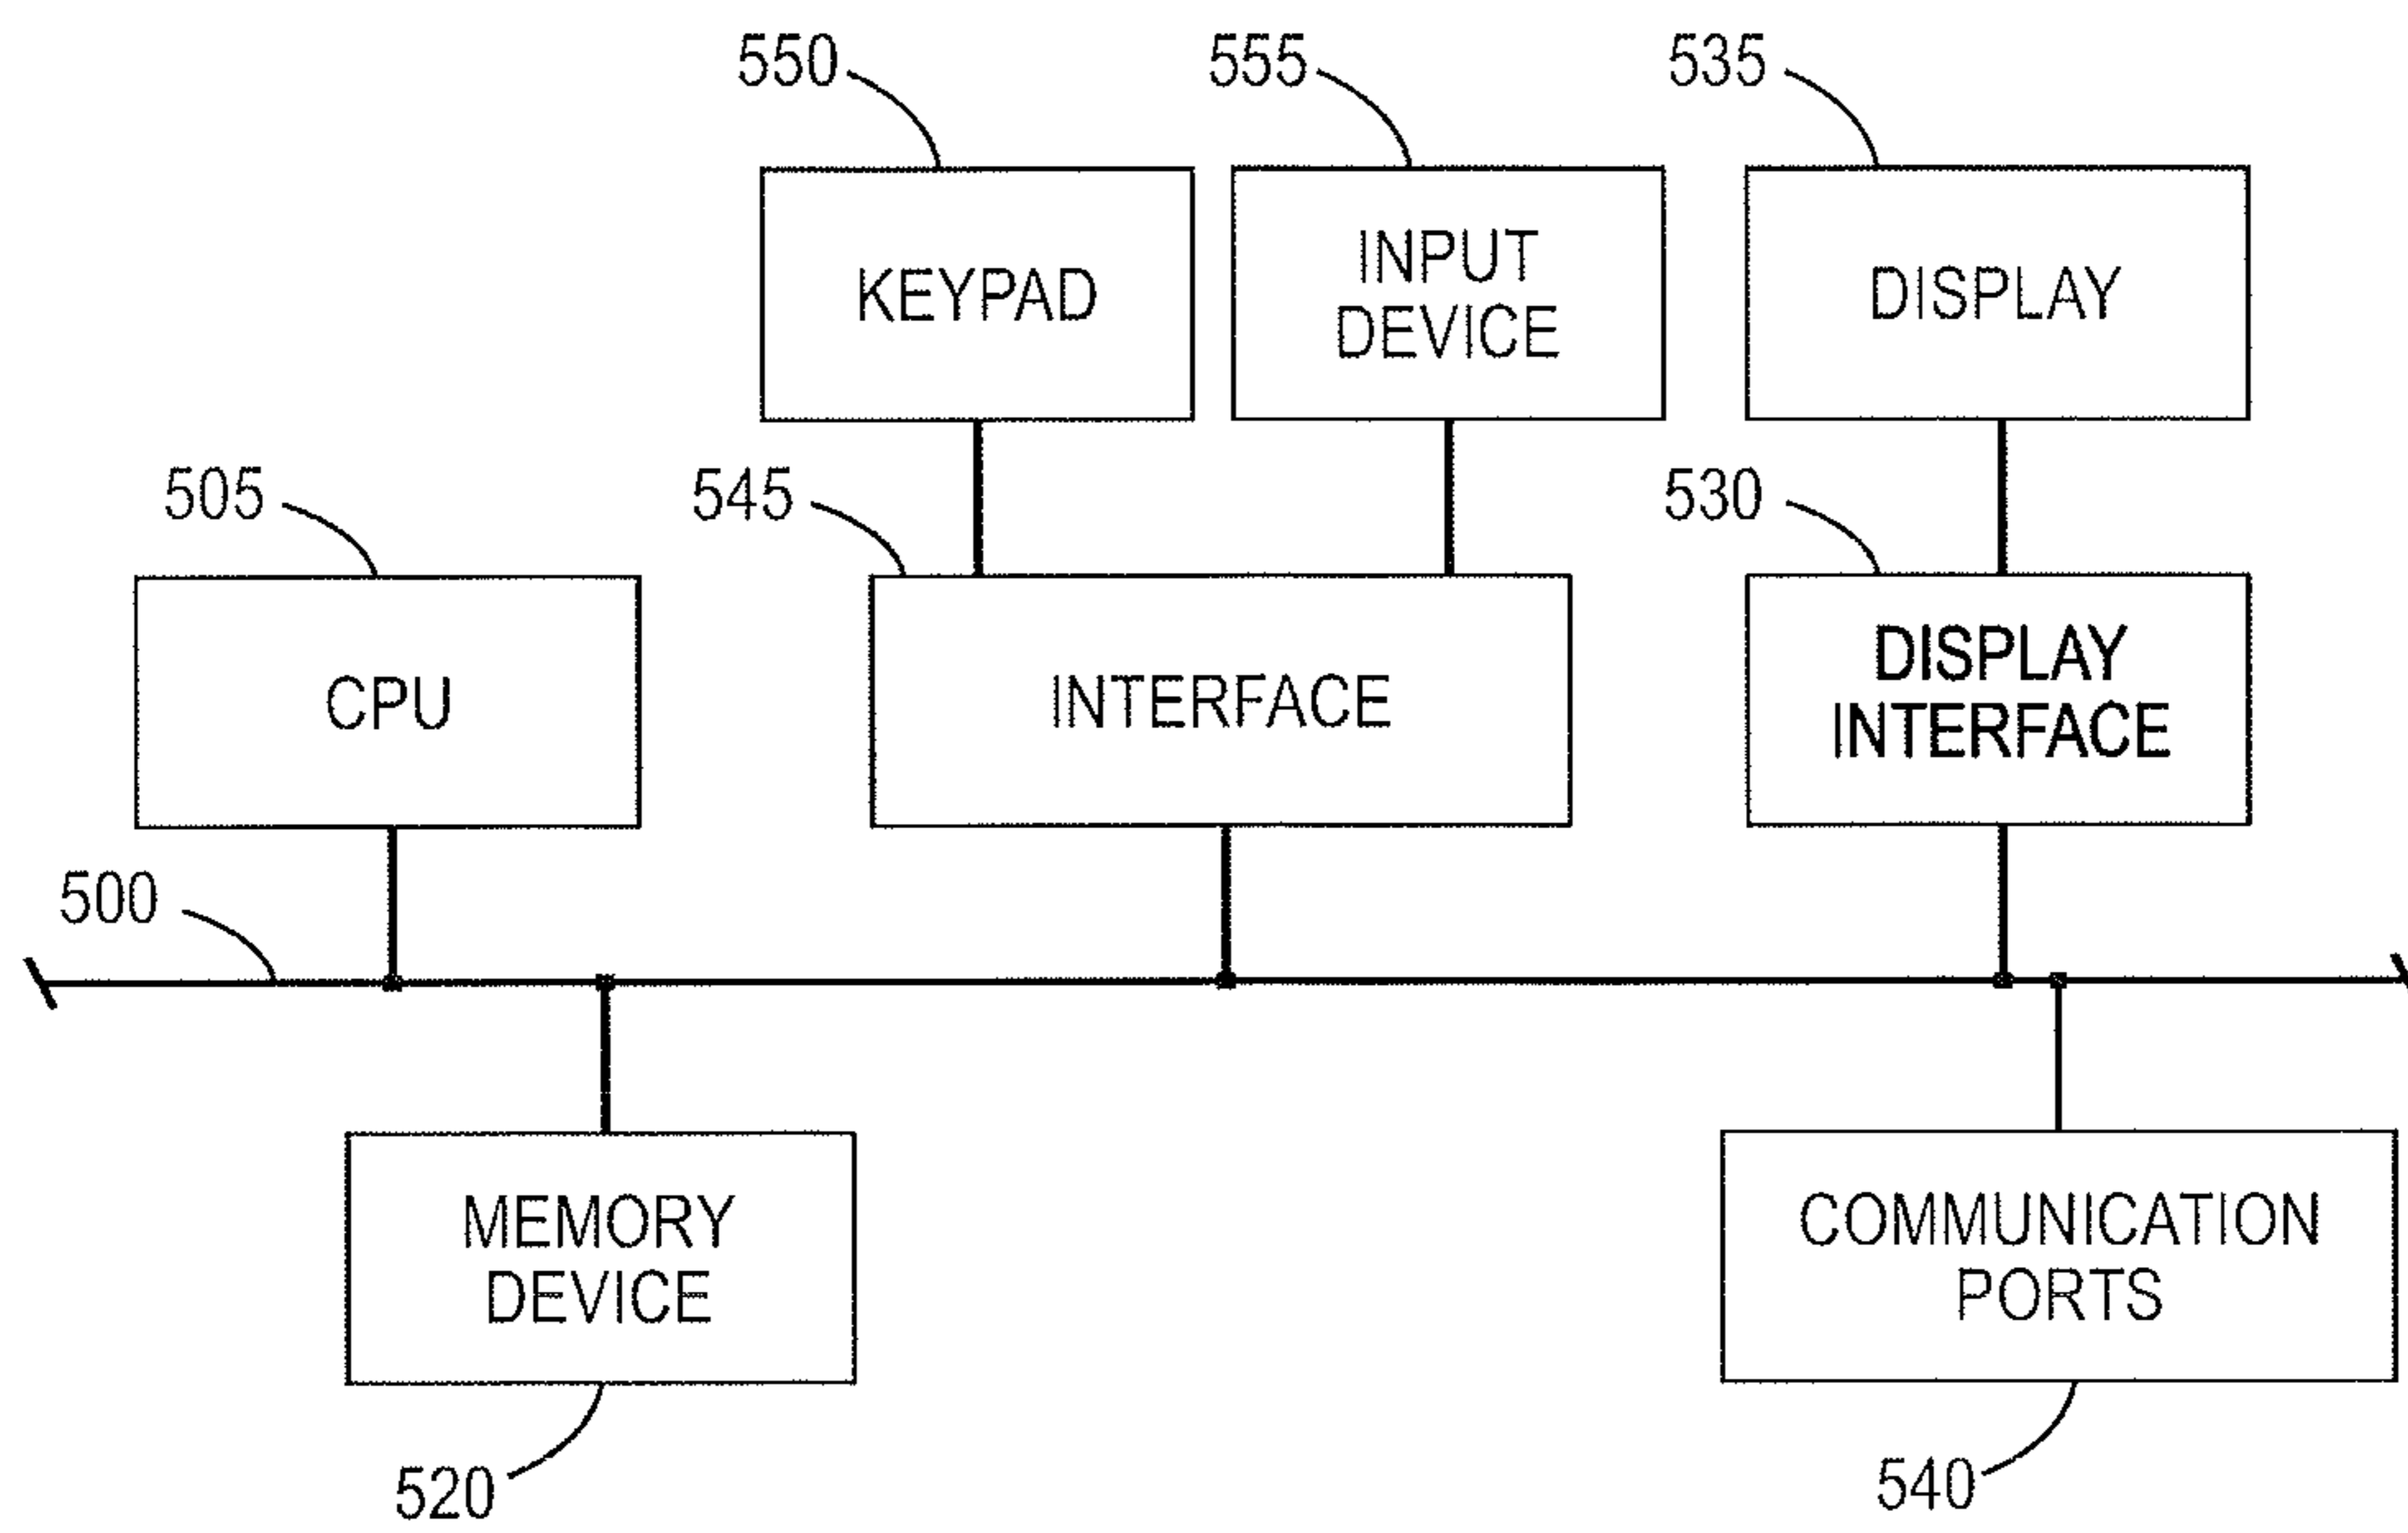 550
555
535
KEYPAD
INPUT
DEVICE
DISPLAY
505
545
530
CPU
INTERFACE
DISPLAY
INTERFACE
500
MEMORY
DEVICE
COMMUNICATION
PORTS
520
540